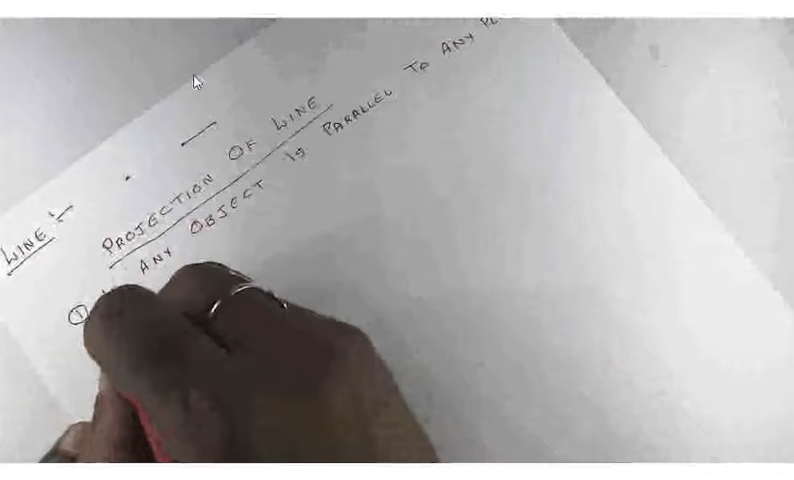 PROJECTION OF LINE
LINE :-
① ANY OBJECT IS PARALLEL TO ANY